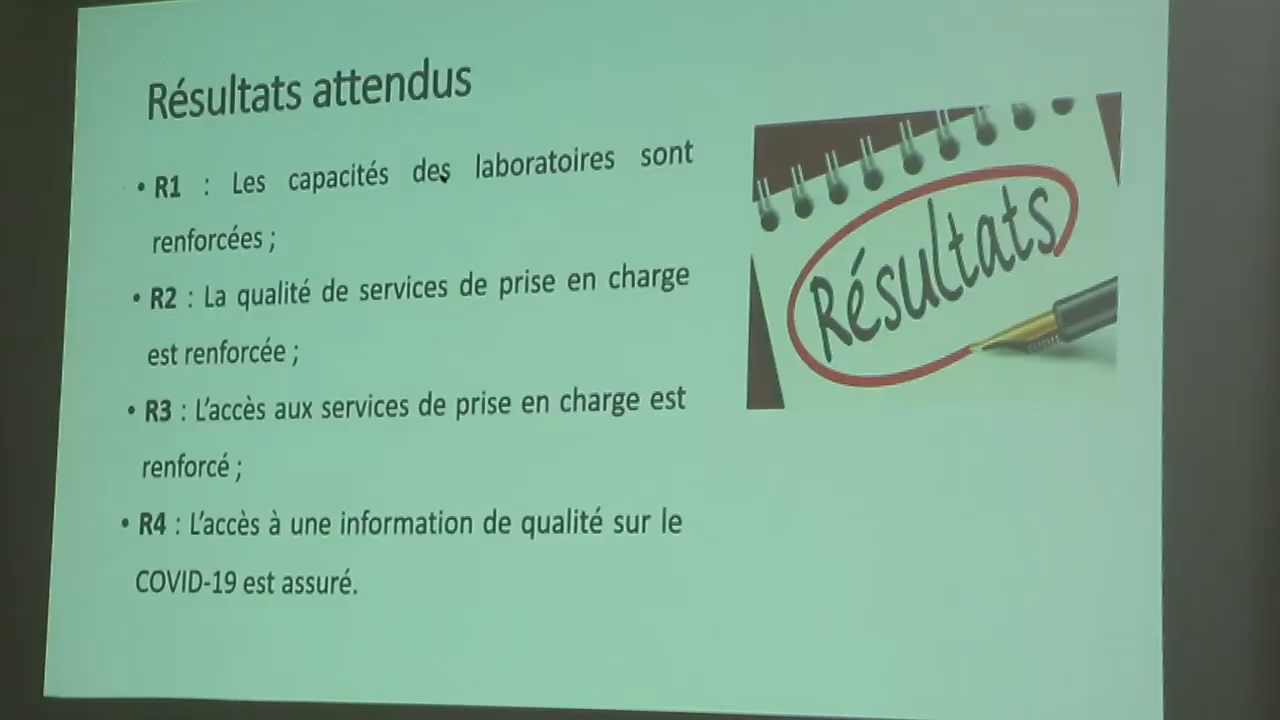 Résultats attendus
• R1 : Les capacités des laboratoires sont
renforcées ;
• R2 : La qualité de services de prise en charge
est renforcée ;
• R3 : L'accès aux services de prise en charge est
renforcé ;
• R4 : L'accès à une information de qualité sur le
COVID-19 est assuré.
Résultats